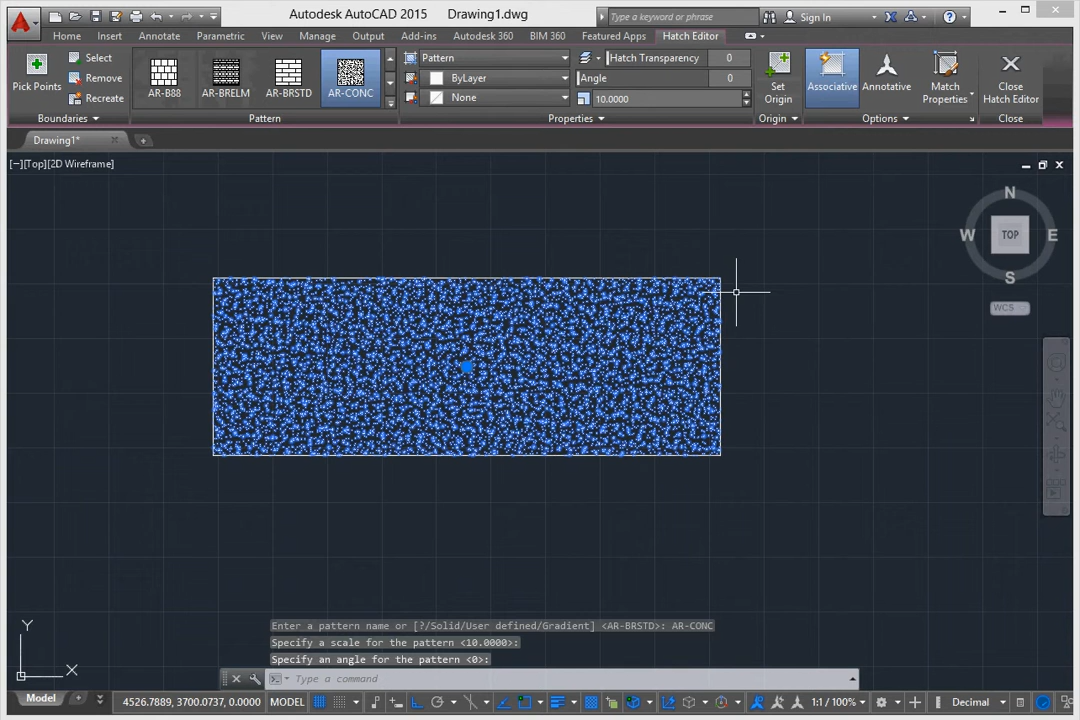 Autodesk AutoCAD 2015 Drawing1.dwg
Type a keyword or phrase
Sign In
Home Insert Annotate Parametric View Manage Output Add-ins Autodesk 360 BIM 360 Featured Apps Hatch Editor
Pick Points
Select
Remove
Recreate
Boundaries
AR-B88 AR-BRELM AR-BRSTD AR-CONC
Pattern
Pattern
ByLayer
None
Hatch Transparency 0
Angle 0
10.0000
Properties
Set
Origin
Origin
Associative
Annotative
Match
Properties
Options
Close
Hatch Editor
Close
Drawing1*
[−][Top][2D Wireframe]
N
W TOP E
S
WCS
Y
X
Enter a pattern name or [?/Solid/User defined/Gradient] <AR-BRSTD>: AR-CONC
Specify a scale for the pattern <10.0000>:
Specify an angle for the pattern <0>:
Type a command
Model
4526.7889, 3700.0737, 0.0000 MODEL 1:1 / 100% Decimal